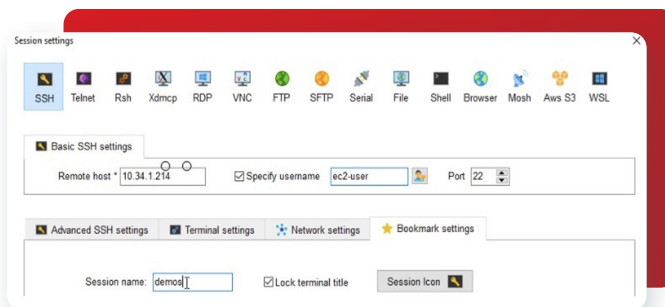 Session settings
SSH Telnet Rsh Xdmcp RDP VNC FTP SFTP Serial File Shell Browser Mosh Aws S3 WSL
Basic SSH settings
Remote host * 10.34.1.214 Specify username ec2-user Port 22
Advanced SSH settings Terminal settings Network settings Bookmark settings
Session name: demos Lock terminal title Session Icon